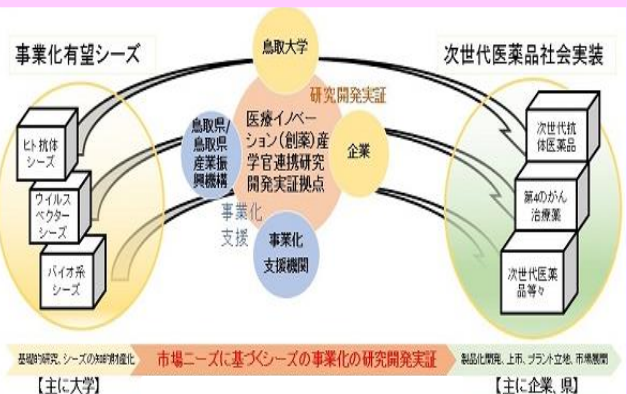 事業化有望シーズ
鳥取大学
次世代医薬品社会実装
研究開発実証
ヒト抗体
シーズ
ウイルス
ベクター
シーズ
バイオ系
シーズ
鳥取県/
鳥取県
産業振
興機構
医療イノベー
ション(創薬)産
学官連携研究
開発実証拠点
企業
事業化
支援
事業化
支援機関
次世代抗
体医薬品
第4のがん
治療薬
次世代医薬
品等々
基礎的研究、シーズの知的財産化
市場ニーズに基づくシーズの事業化の研究開発実証
製品化開発、上市、プラント立地、市場展開
【主に大学】
【主に企業、県】